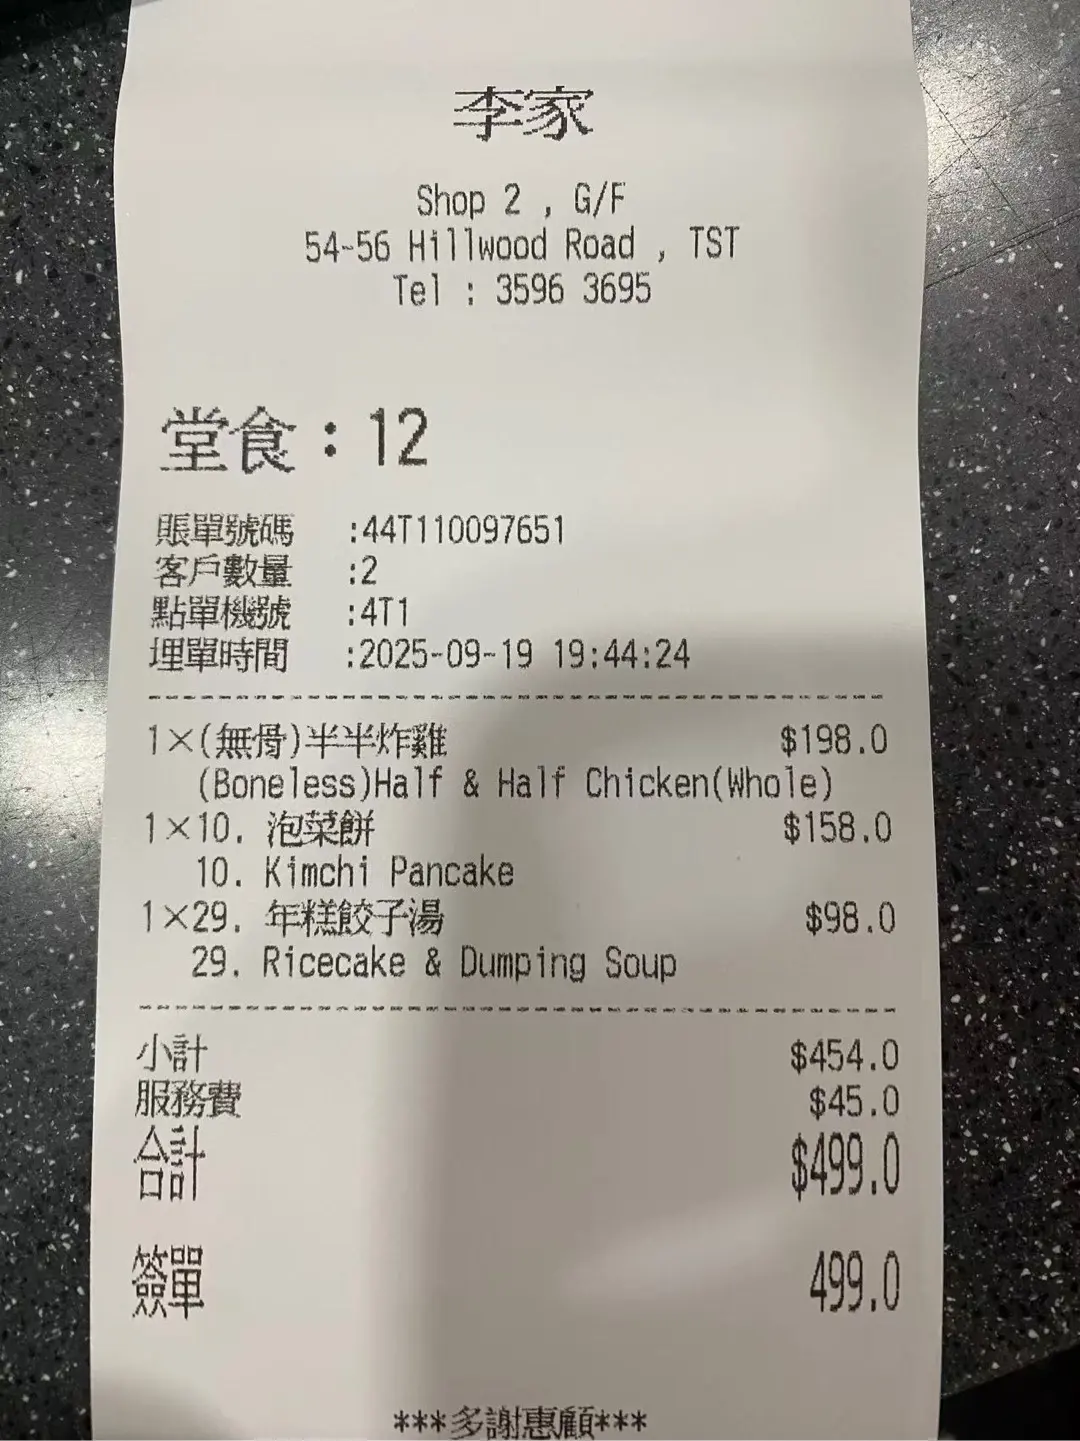 李家
Shop 2 , G/F
54-56 Hillwood Road , TST
Tel : 3596 3695
堂食：12
賬單號碼 :44T110097651
客戶數量 :2
點單機號 :4T1
埋單時間 :2025-09-19 19:44:24
1×(無骨)半半炸雞 $198.0
(Boneless)Half & Half Chicken(Whole)
1×10. 泡菜餅 $158.0
10. Kimchi Pancake
1×29. 年糕餃子湯 $98.0
29. Ricecake & Dumping Soup
小計 $454.0
服務費 $45.0
合計 $499.0
簽單 499.0
***多謝惠顧***